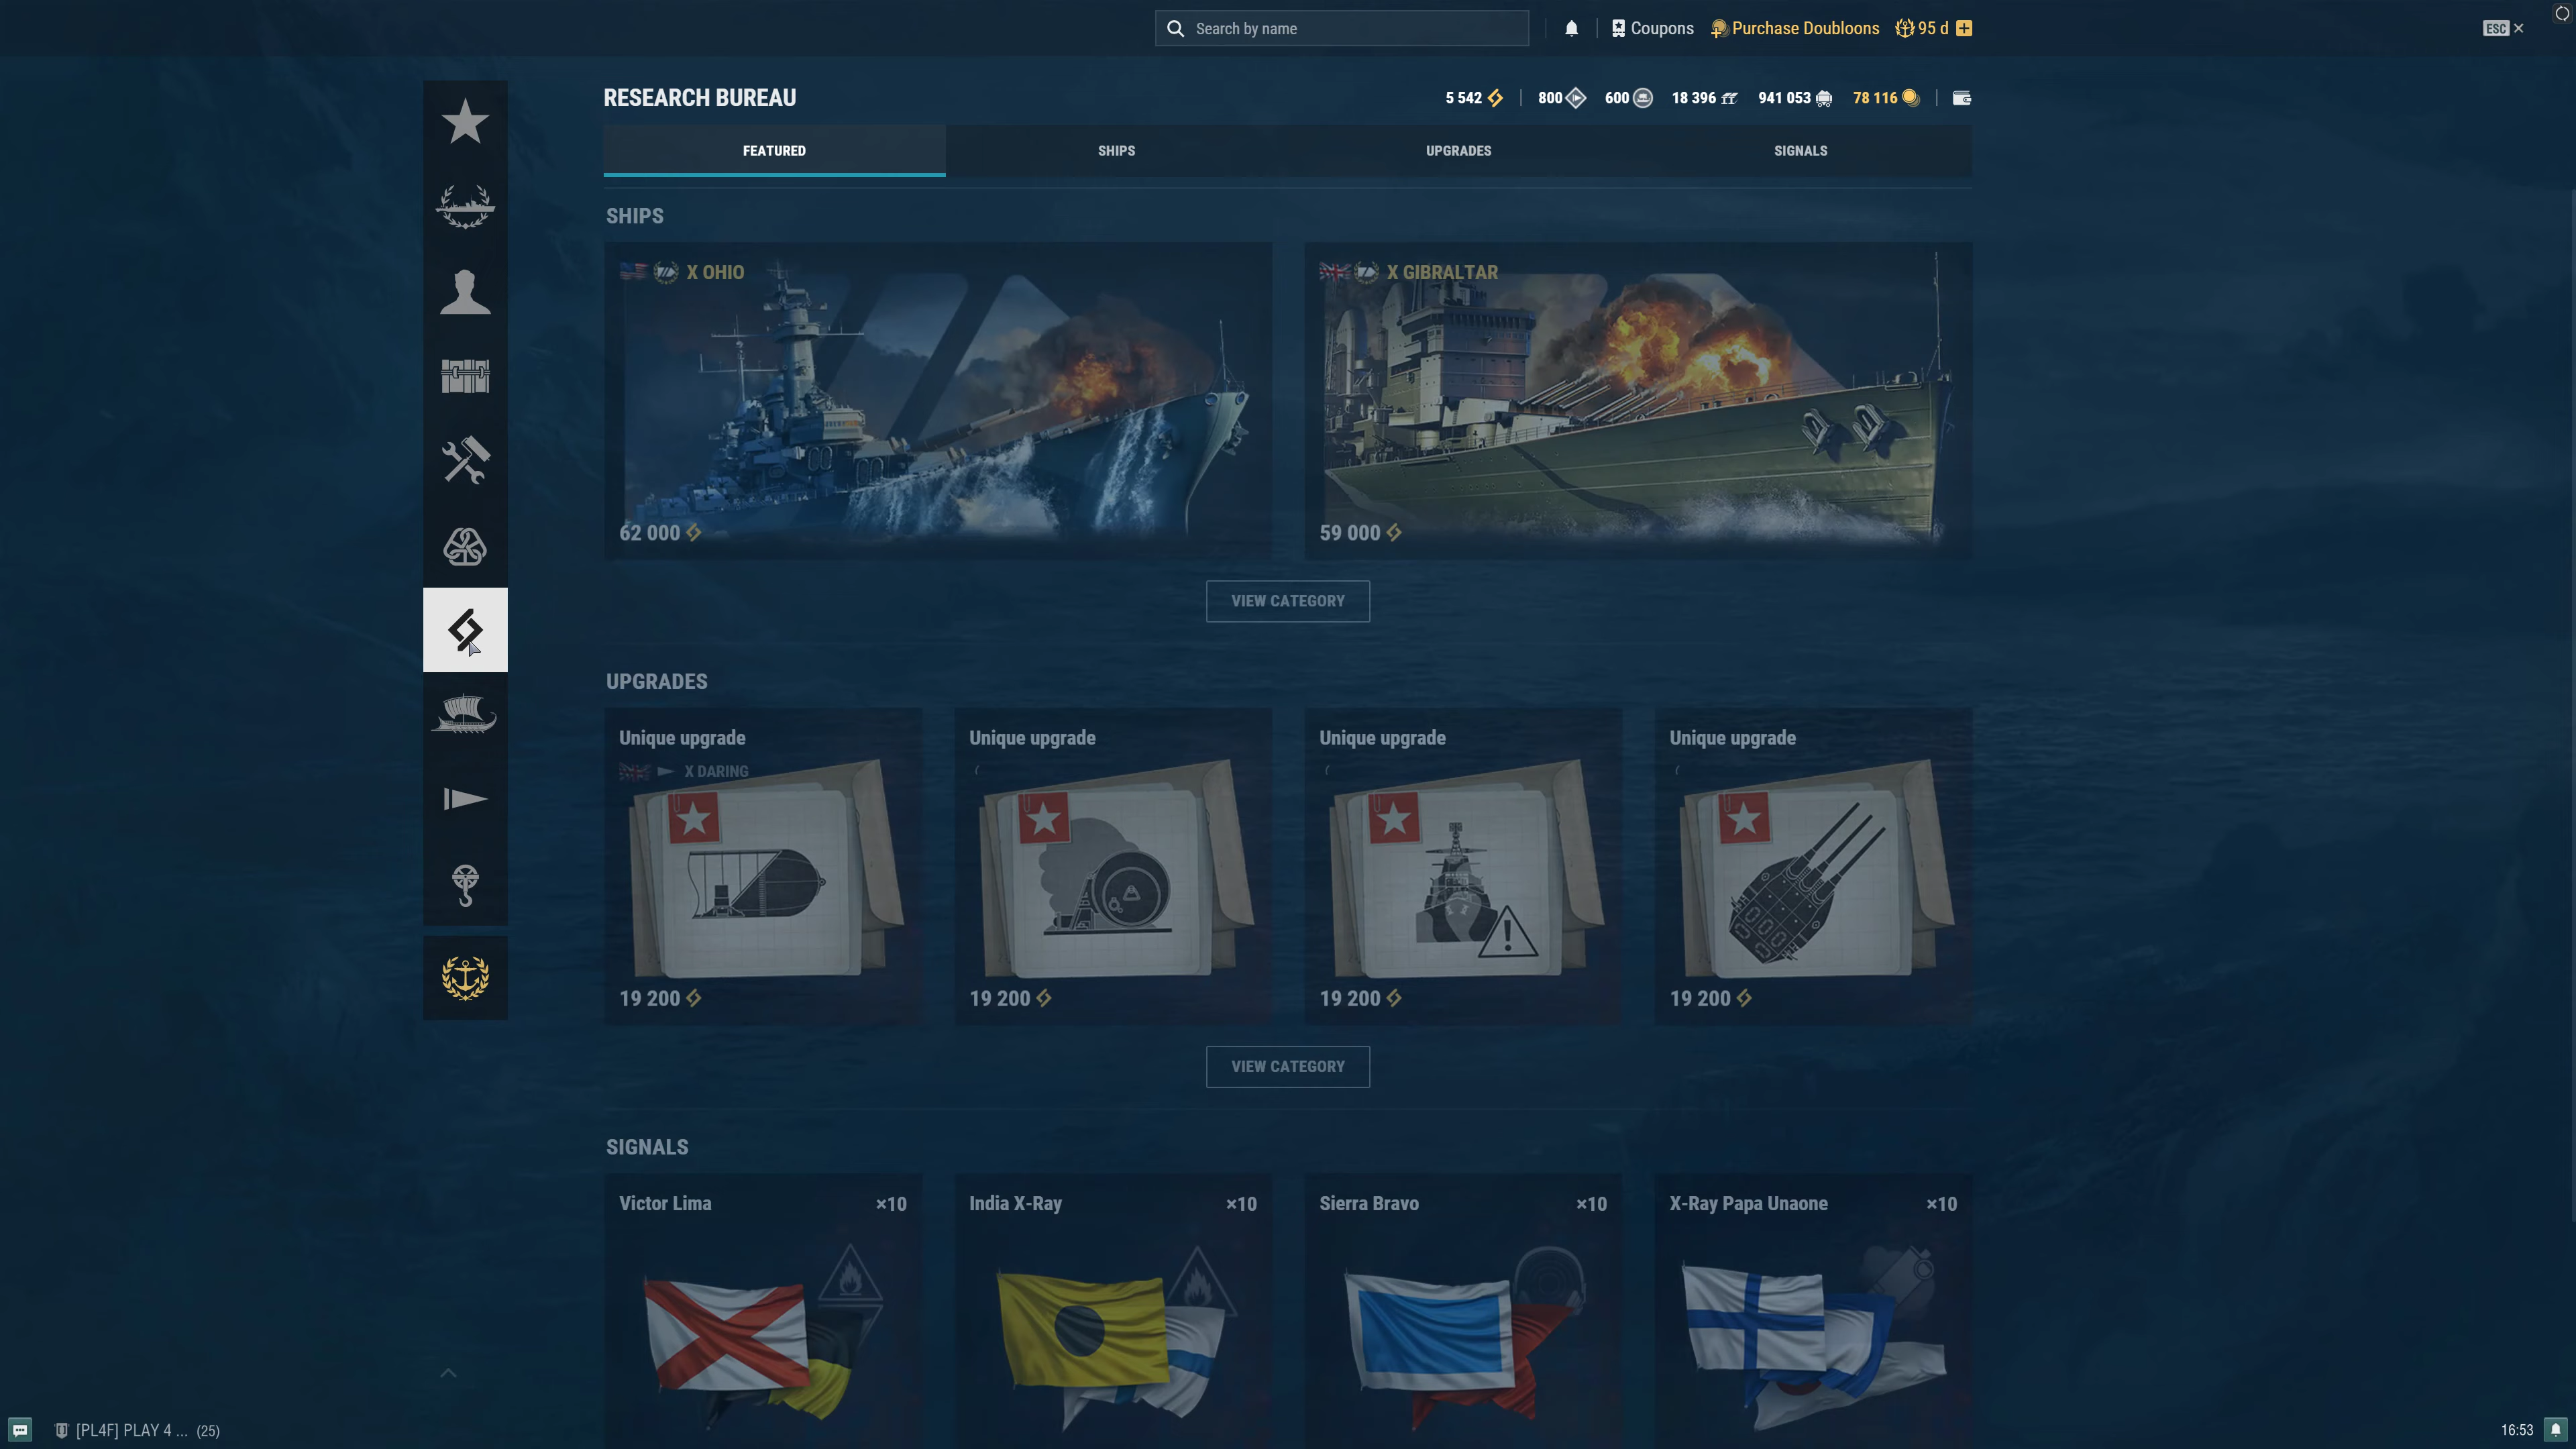 Search by name
Coupons
Purchase Doubloons
95 d
ESC
RESEARCH BUREAU
5 542
800
600
18 396
941 053
78 116
FEATURED
SHIPS
UPGRADES
SIGNALS
SHIPS
X OHIO
62 000
X GIBRALTAR
59 000
VIEW CATEGORY
UPGRADES
Unique upgrade
X DARING
19 200
Unique upgrade
19 200
Unique upgrade
19 200
Unique upgrade
19 200
VIEW CATEGORY
SIGNALS
Victor Lima ×10
India X-Ray ×10
Sierra Bravo ×10
X-Ray Papa Unaone ×10
[PL4F] PLAY 4 ... (25)
16:53